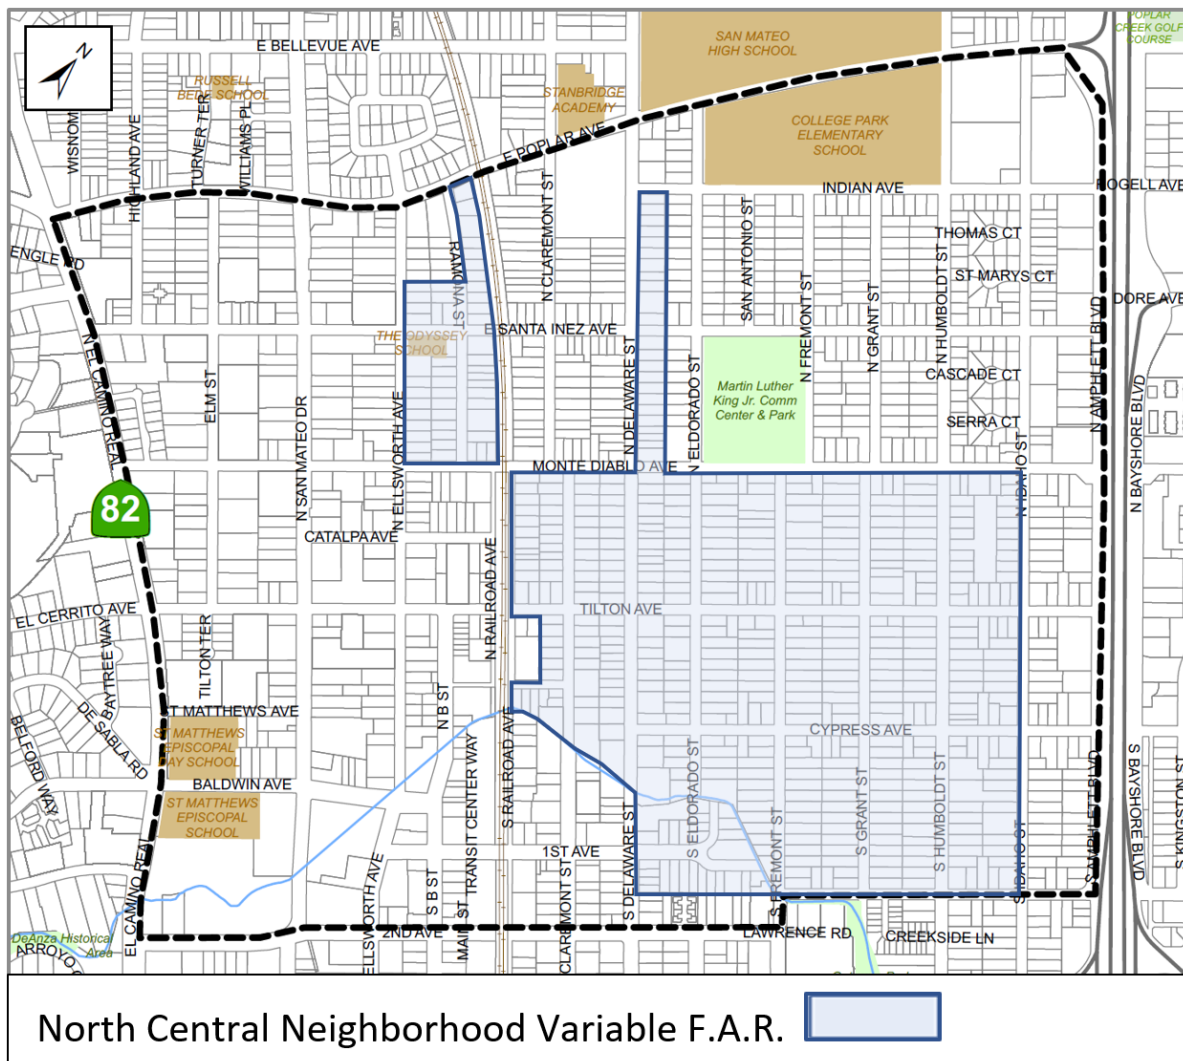 N
E BELLEVUE AVE
SAN MATEO
HIGH SCHOOL
POPLAR
CREEK GOLF
COURSE
RUSSELL
BEDE SCHOOL
STANBRIDGE
ACADEMY
WISNOM
HIGHLAND AVE
TURNER TER
WILLIAMS PL
E POPLAR AVE
COLLEGE PARK
ELEMENTARY
SCHOOL
INDIAN AVE
ROGELL AVE
ENGLE RD
RAMONA ST
N CLAREMONT ST
SAN ANTONIO ST
THOMAS CT
ST MARYS CT
N HUMBOLDT ST
DORE AVE
N FREMONT ST
N GRANT ST
E SANTA INEZ AVE
THE ODYSSEY
SCHOOL
N EL CAMINO REAL
ELM ST
N SAN MATEO DR
N ELLSWORTH AVE
N DELAWARE ST
N ELDORADO ST
Martin Luther
King Jr. Comm
Center & Park
CASCADE CT
SERRA CT
N AMPHLETT BLVD
N BAYSHORE BLVD
N IDAHO ST
MONTE DIABLO AVE
82
CATALPA AVE
N RAILROAD AVE
EL CERRITO AVE
TILTON AVE
BAYTREE WAY
TILTON TER
ST MATTHEWS AVE
N B ST
DE SABLA RD
BELFORD WAY
ST MATTHEWS
EPISCOPAL
DAY SCHOOL
CYPRESS AVE
BALDWIN AVE
ST MATTHEWS
EPISCOPAL
SCHOOL
TRANSIT CENTER WAY
S RAILROAD AVE
S ELDORADO ST
S GRANT ST
S HUMBOLDT ST
S AMPHLETT BLVD
S BAYSHORE BLVD
S KINGSTON ST
1ST AVE
EL CAMINO REAL
ELLSWORTH AVE
S B ST
MAIN ST
CLAREMONT ST
S DELAWARE ST
S FREMONT ST
S IDAHO ST
2ND AVE
LAWRENCE RD
CREEKSIDE LN
DeAnza Historical
Area
ARROYO
North Central Neighborhood Variable F.A.R.